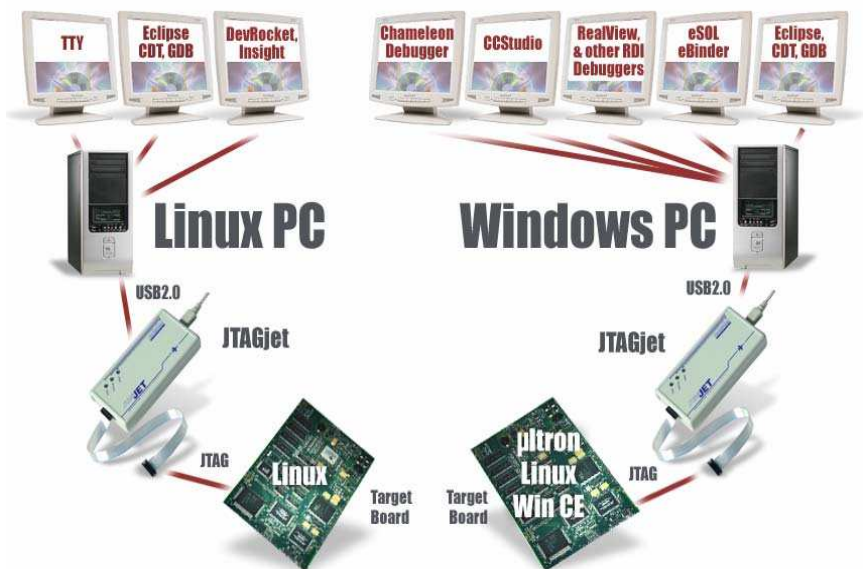 TTY
Eclipse
CDT, GDB
DevRocket,
Insight
Chameleon
Debugger
CCStudio
RealView,
& other RDI
Debuggers
eSOL
eBinder
Eclipse,
CDT, GDB
Linux PC
Windows PC
USB2.0
USB2.0
JTAGjet
JTAGjet
JET
JET
JTAG
Linux
Target
Board
Target
Board
µItron
Linux
Win CE
JTAG